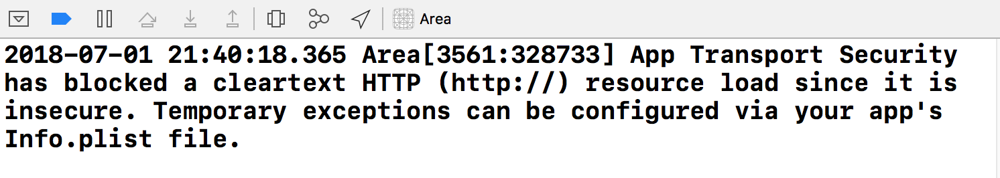 Area
2018-07-01 21:40:18.365 Area[3561:328733] App Transport Security
has blocked a cleartext HTTP (http://) resource load since it is
insecure. Temporary exceptions can be configured via your app's
Info.plist file.